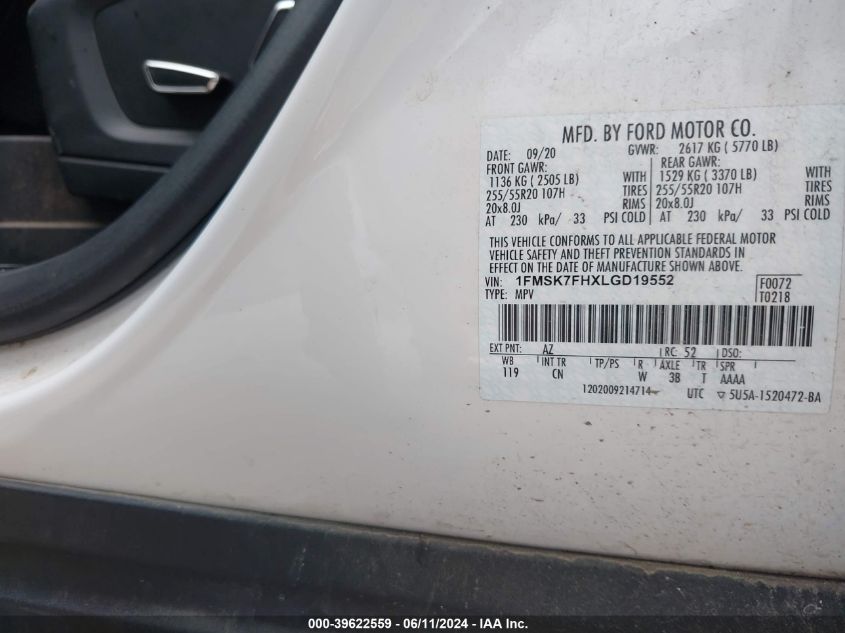 MFD. BY FORD MOTOR CO.
DATE: 09/20 GVWR: 2617 KG ( 5770 LB)
FRONT GAWR: REAR GAWR:
1136 KG ( 2505 LB) WITH 1529 KG ( 3370 LB) WITH
255/55R20 107H TIRES 255/55R20 107H TIRES
20x8.0J RIMS 20x8.0J RIMS
AT 230 kPa/ 33 PSI COLD AT 230 kPa/ 33 PSI COLD
THIS VEHICLE CONFORMS TO ALL APPLICABLE FEDERAL MOTOR
VEHICLE SAFETY AND THEFT PREVENTION STANDARDS IN
EFFECT ON THE DATE OF MANUFACTURE SHOWN ABOVE.
VIN: 1FMSK7FHXLGD19552 F0072
TYPE: MPV T0218
EXT PNT: AZ RC: 52 DSO:
WB INT TR TP/PS R AXLE TR SPR
119 CN W 3B T AAAA
1202009214714 UTC ▽ 5U5A-1520472-BA
000-39622559 - 06/11/2024 - IAA Inc.